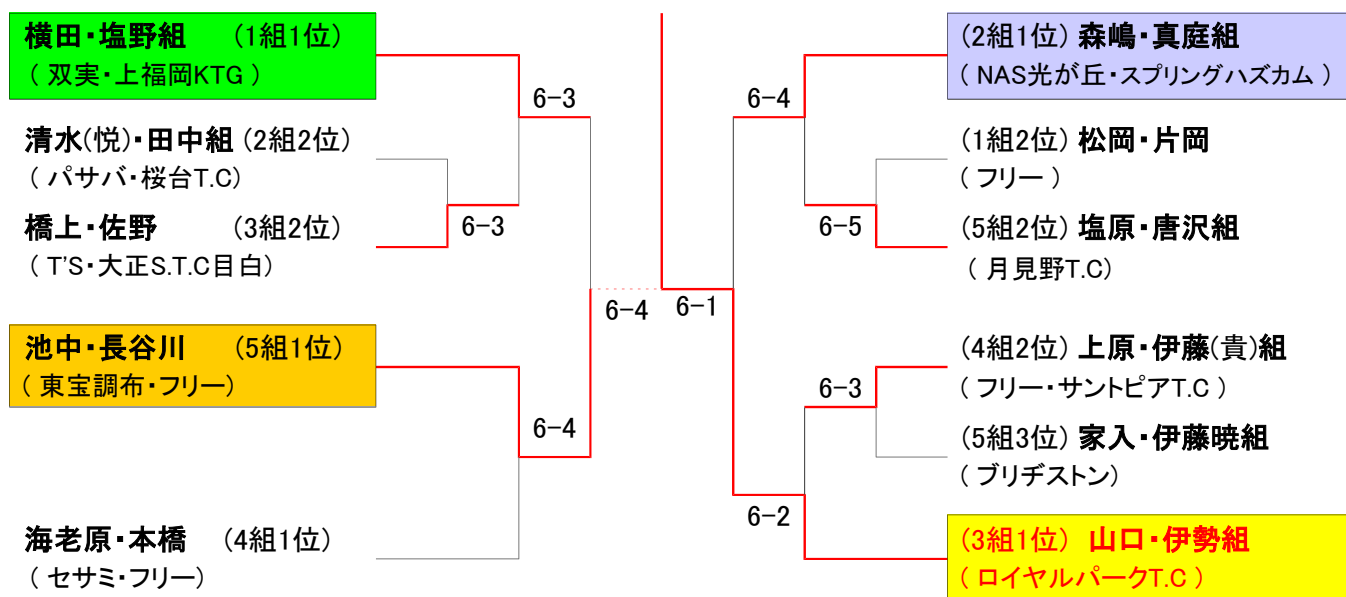 横田・塩野組 (1組1位)
( 双実・上福岡KTG )
清水(悦)・田中組 (2組2位)
( パサバ・桜台T.C)
橋上・佐野 (3組2位)
( T'S・大正S.T.C目白)
池中・長谷川 (5組1位)
( 東宝調布・フリー)
海老原・本橋 (4組1位)
( セサミ・フリー)
6-3
6-3
6-4
6-4
6-1
6-4
6-5
6-3
6-2
(2組1位) 森嶋・真庭組
( NAS光が丘・スプリングハズカム )
(1組2位) 松岡・片岡
( フリー )
(5組2位) 塩原・唐沢組
( 月見野T.C)
(4組2位) 上原・伊藤(貴)組
( フリー・サントピアT.C )
(5組3位) 家入・伊藤暁組
( ブリヂストン)
(3組1位) 山口・伊勢組
( ロイヤルパークT.C )